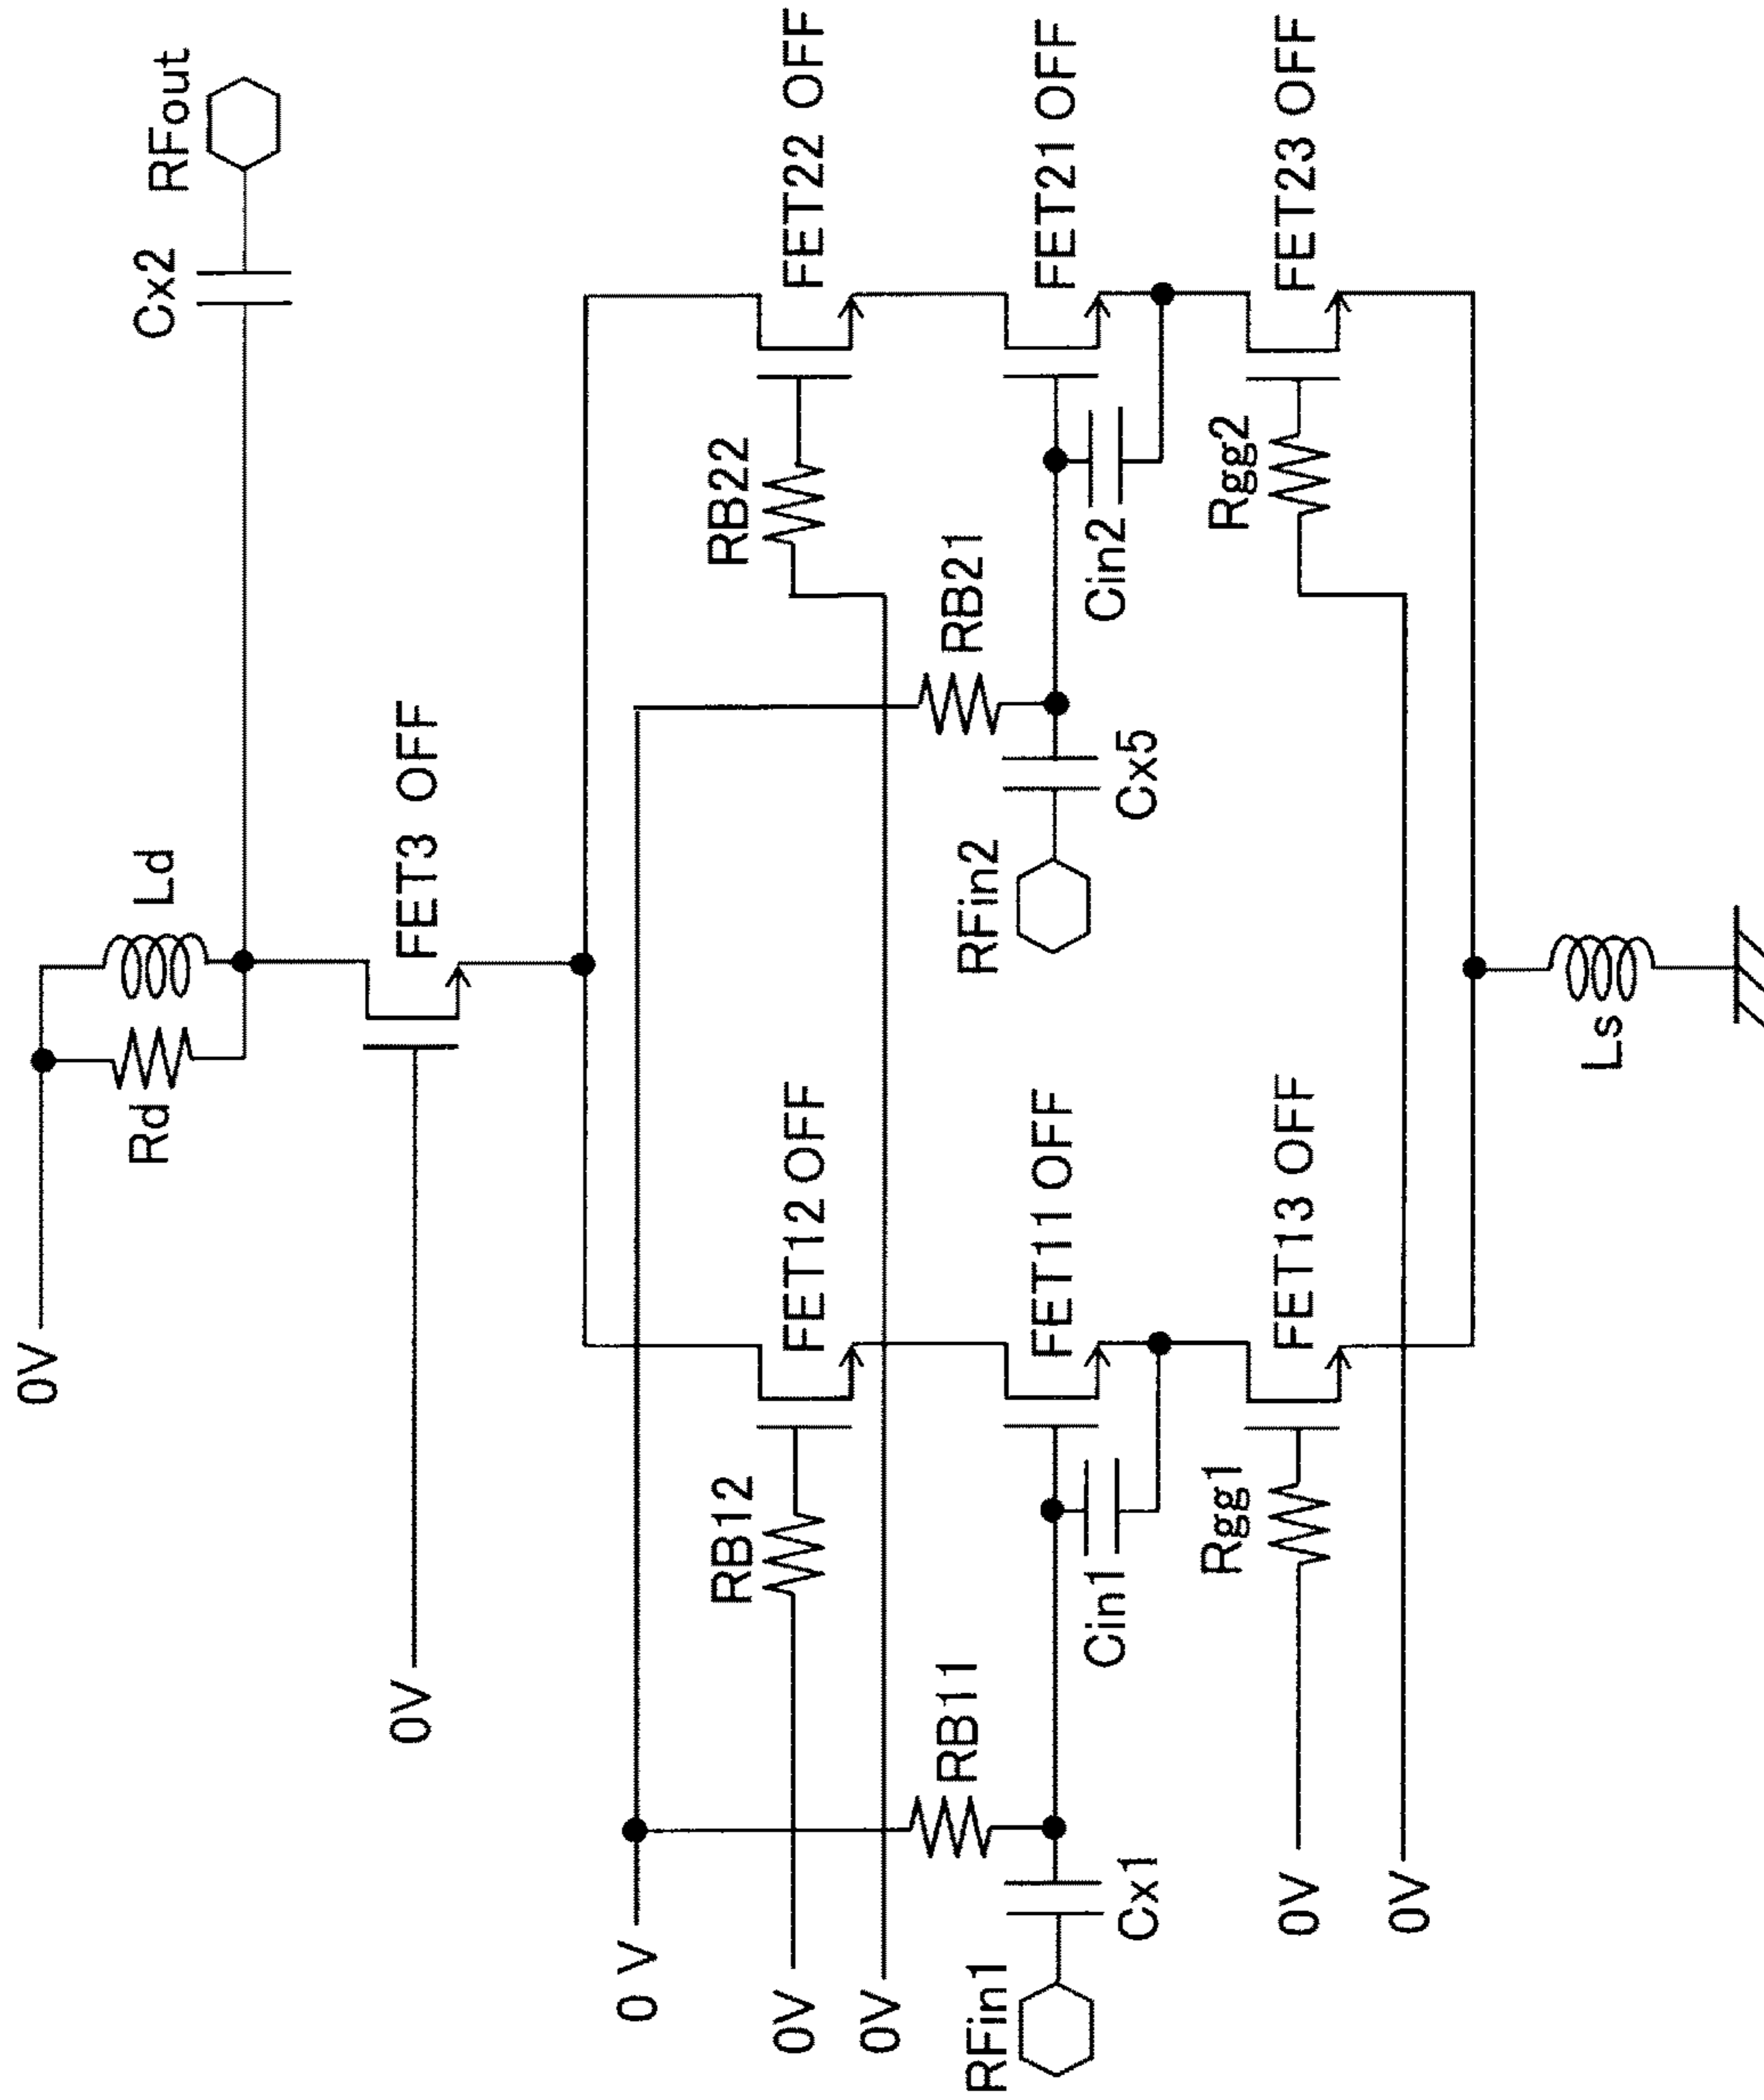 0V
Rd
Ld
Cx2
RFout
0V
FET3 OFF
0 V
RB12
FET12 OFF
RB22
FET22 OFF
0V
0V
RB11
RB21
RFin1
Cx1
Cin1
FET11 OFF
RFin2
Cx5
Cin2
FET21 OFF
0V
Rgg1
FET13 OFF
Rgg2
FET23 OFF
0V
Ls